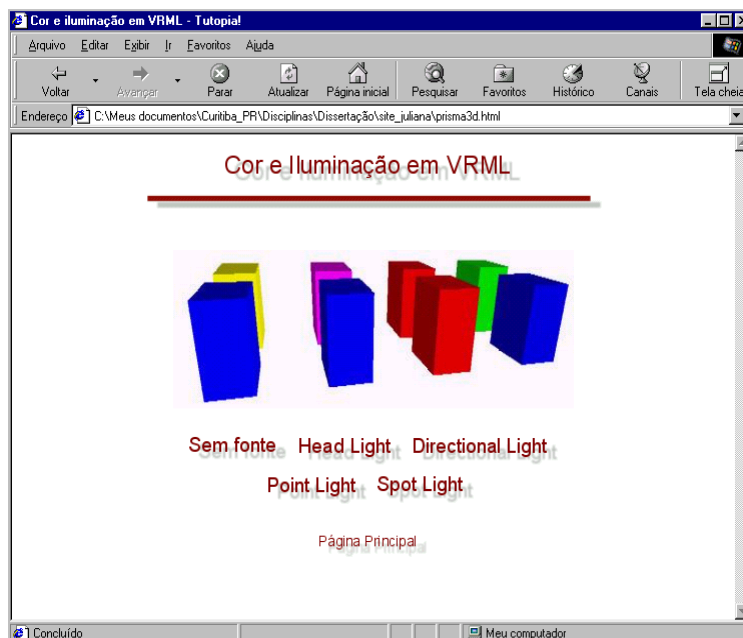 Cor e iluminação em VRML - Tutopia!
Arquivo Editar Exibir Ir Favoritos Ajuda
Voltar Avançar Parar Atualizar Página inicial Pesquisar Favoritos Histórico Canais Tela cheia
Endereço C:\Meus documentos\Curitiba_PR\Disciplinas\Dissertação\site_juliana\prisma3d.html
Cor e Iluminação em VRML
Sem fonte Head Light Directional Light
Point Light Spot Light
Página Principal
Concluído Meu computador